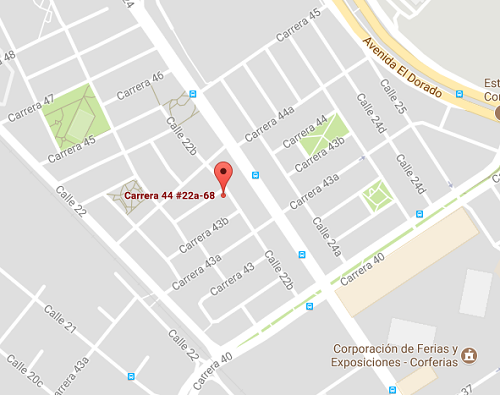 Carrera 45
Avenida El Dorado
48
Est
Co
Carrera 46
Calle 25
Carrera 47
Carrera 44a
Calle 24d
Carrera 44
Calle 22b
Carrera 45
Carrera 43b
Carrera 43a
Calle 24d
Carrera 44 #22a-68
Calle 22
Carrera 43b
Calle 24a
Carrera 43a
Carrera 43
Calle 22b
Carrera 40
Calle 21
Calle 22
Carrera 40
Corporación de Ferias y
Exposiciones - Corferias
Carrera 43a
Calle 20c
37